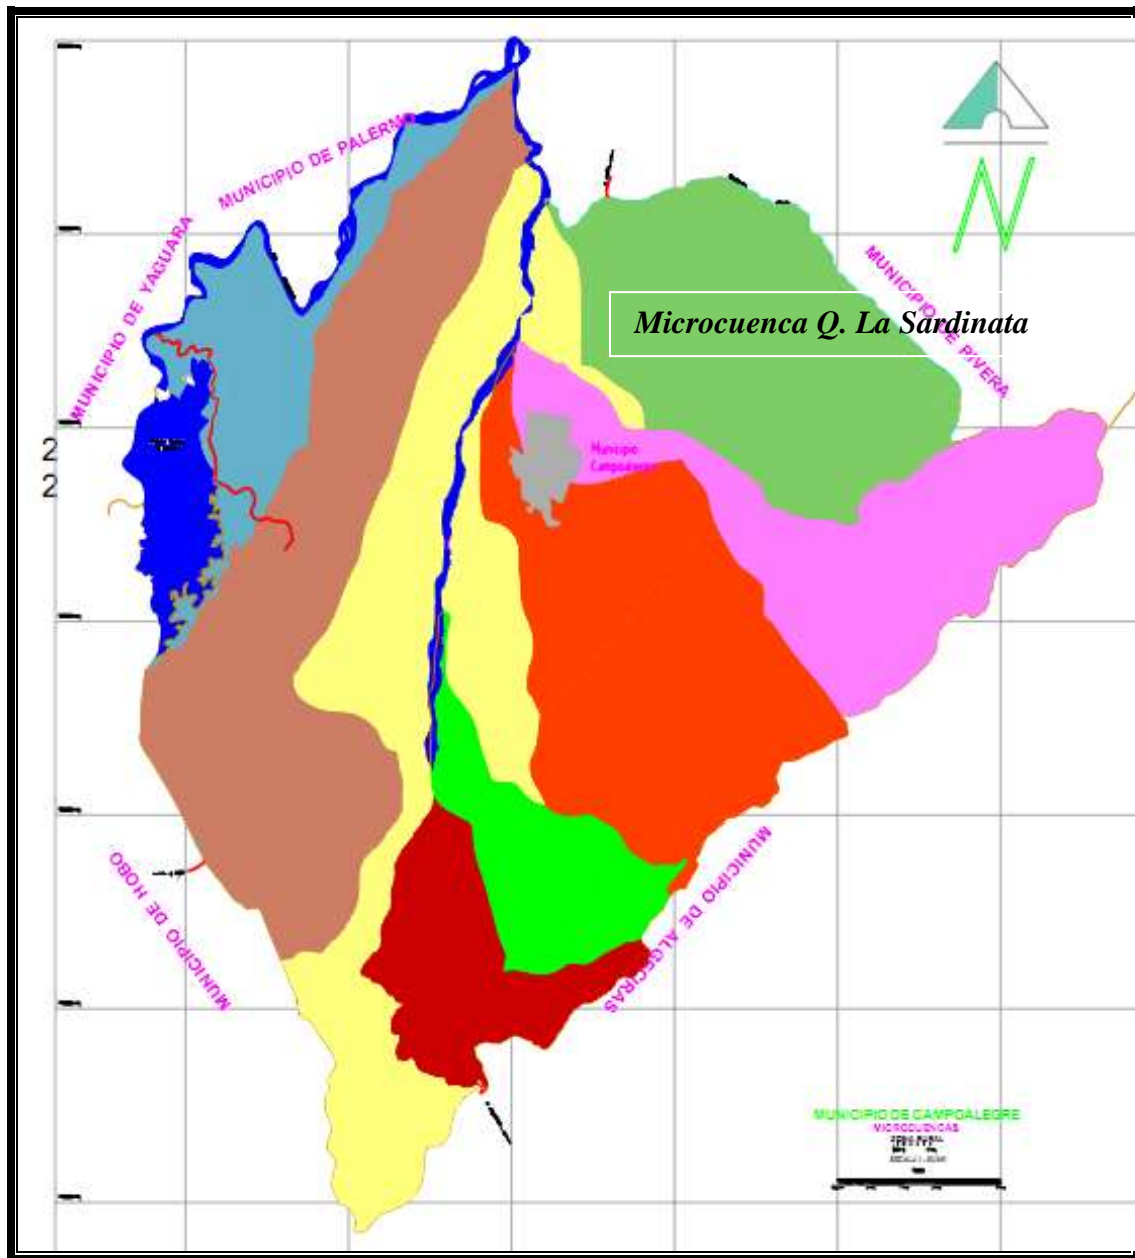 MUNICIPIO DE PALERMO
MUNICIPIO DE YAGUARA
MUNICIPIO DE RIVERA
Microcuenca Q. La Sardinata
2
2
Municipio
MUNICIPIO DE HOBO
MUNICIPIO DE ALGECIRAS
MUNICIPIO DE CAMPOALEGRE
MICROCUENCAS
N